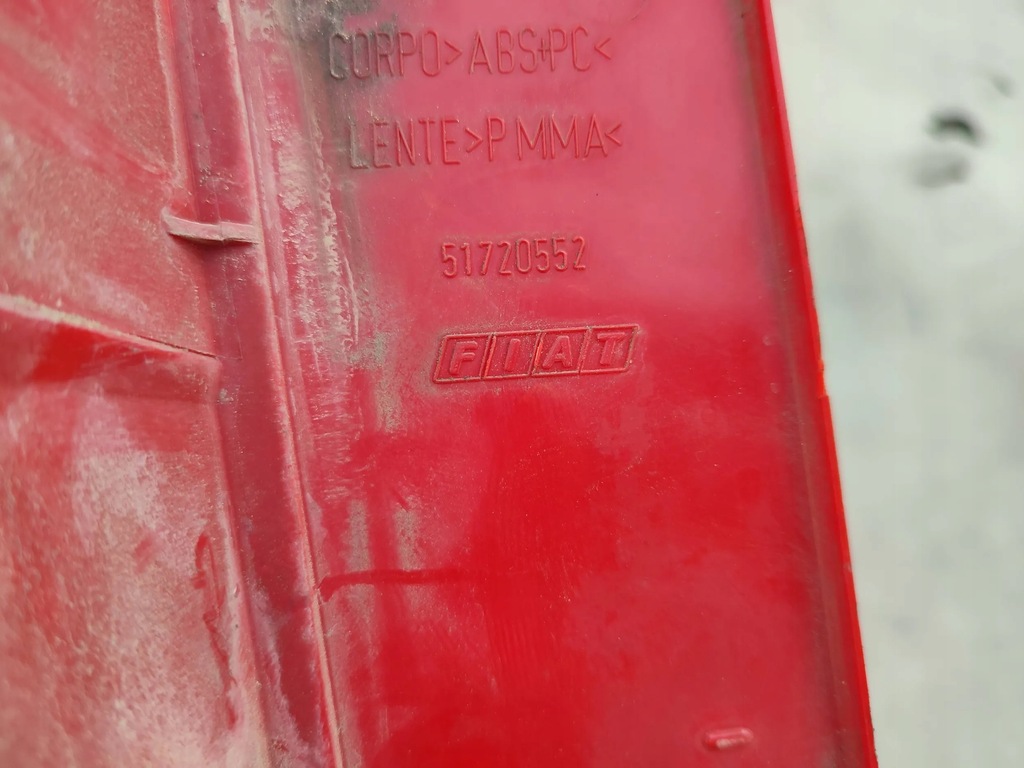 CORPO>ABS+PC<
LENTE>PMMA<
51720552
FIAT